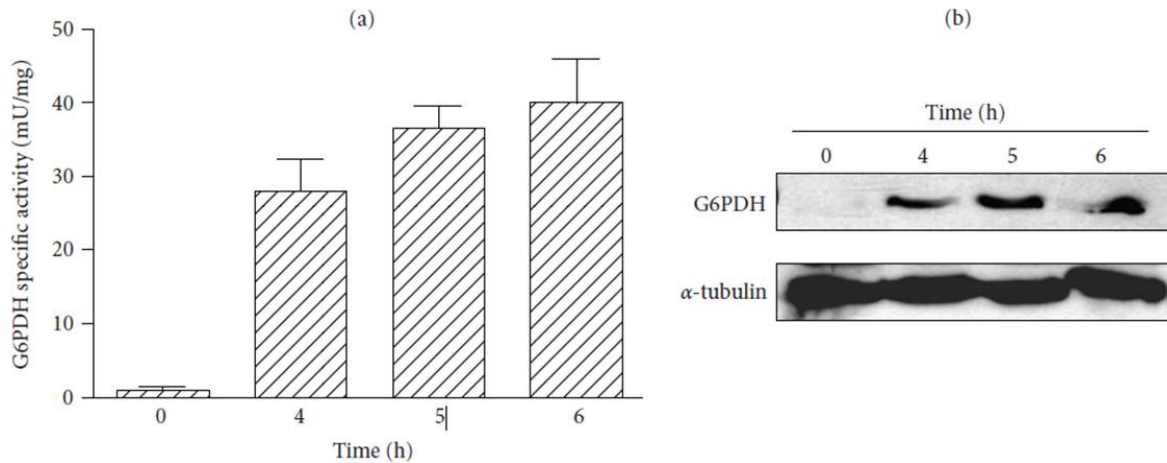 (a)
50
40
30
20
10
0
G6PDH specific activity (mU/mg)
0 4 5 6
Time (h)
(b)
Time (h)
0 4 5 6
G6PDH
α-tubulin